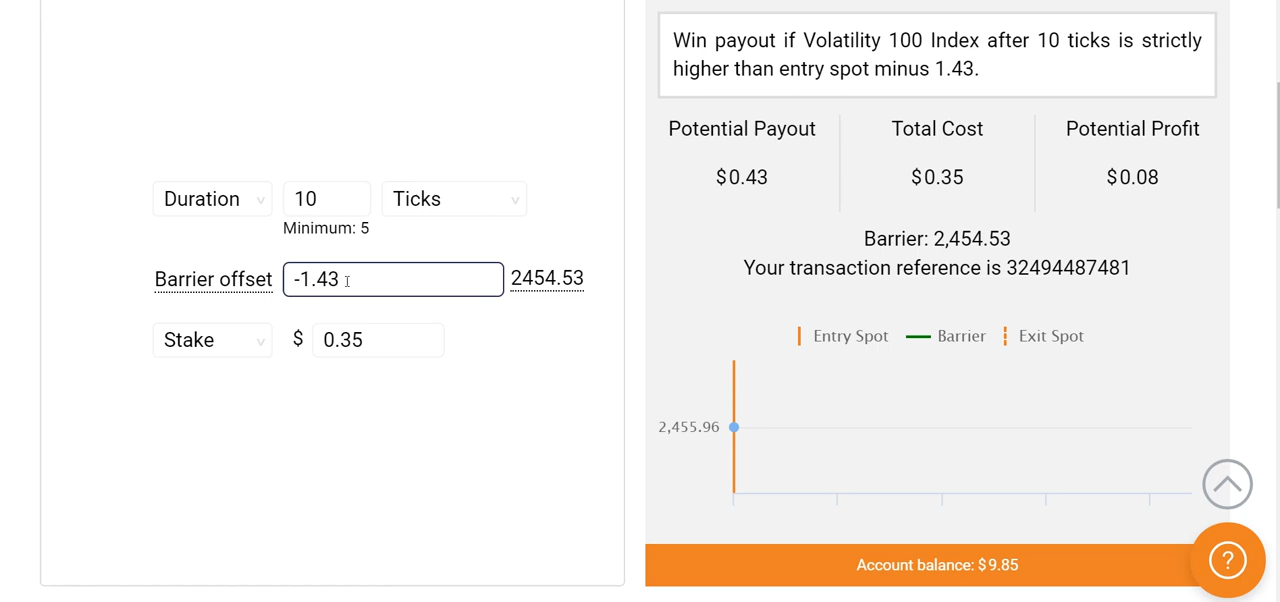 Duration 10 Ticks
Minimum: 5
Barrier offset -1.43 2454.53
Stake $ 0.35
Win payout if Volatility 100 Index after 10 ticks is strictly
higher than entry spot minus 1.43.
Potential Payout Total Cost Potential Profit
$0.43 $0.35 $0.08
Barrier: 2,454.53
Your transaction reference is 32494487481
Entry Spot Barrier Exit Spot
2,455.96
Account balance: $9.85
?